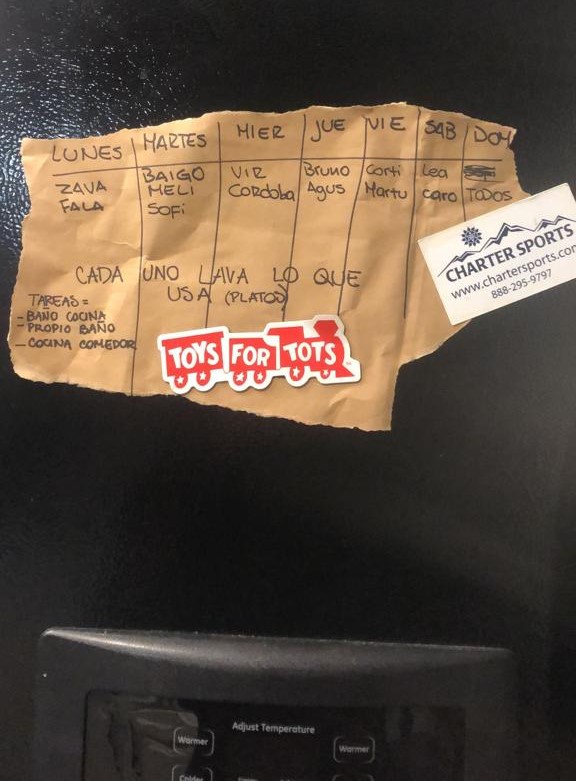 LUNES MARTES MIER JUE VIE SAB DOM
ZAVA BAIGO VIR Bruno Corti Lea
FALA MELI Cordoba Agus Martu caro TODOS
SOFI
CADA UNO LAVA LO QUE
USA (PLATOS)
TAREAS=
- BAÑO COCINA
- PROPIO BAÑO
- COCINA COMEDOR
TOYS FOR TOTS
CHARTER SPORTS
www.chartersports.com
888-295-9797
Adjust Temperature
Warmer Warmer
Colder